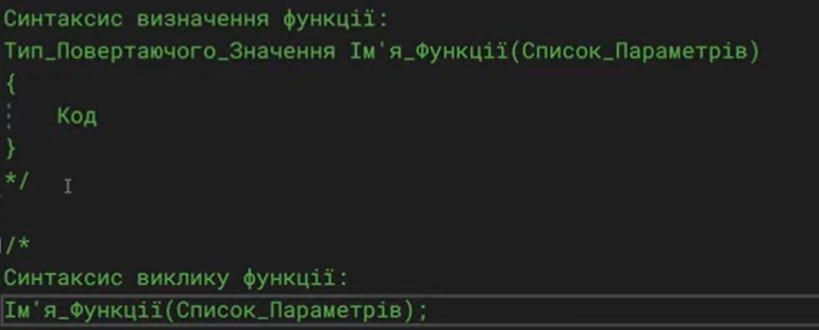 Синтаксис визначення функції:
Тип_Повертаючого_Значення Ім'я_Функції(Список_Параметрів)
{
Код
}
*/
/*
Синтаксис виклику функції:
Ім'я_Функції(Список_Параметрів);